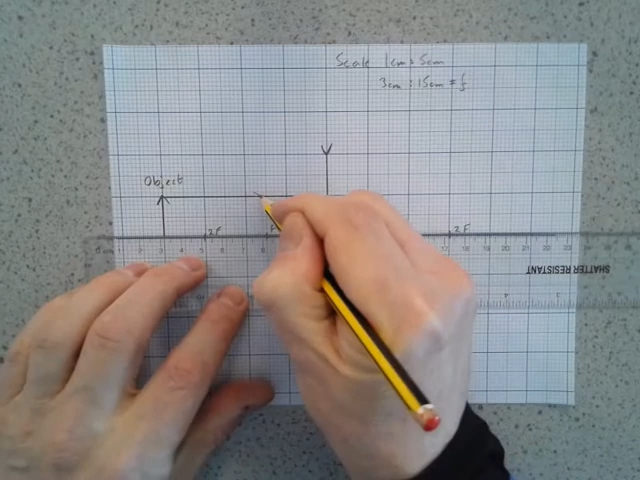 Scale 1cm : 5cm
3cm : 15cm = f
Object
2F
F
2F
SHATTER RESISTANT